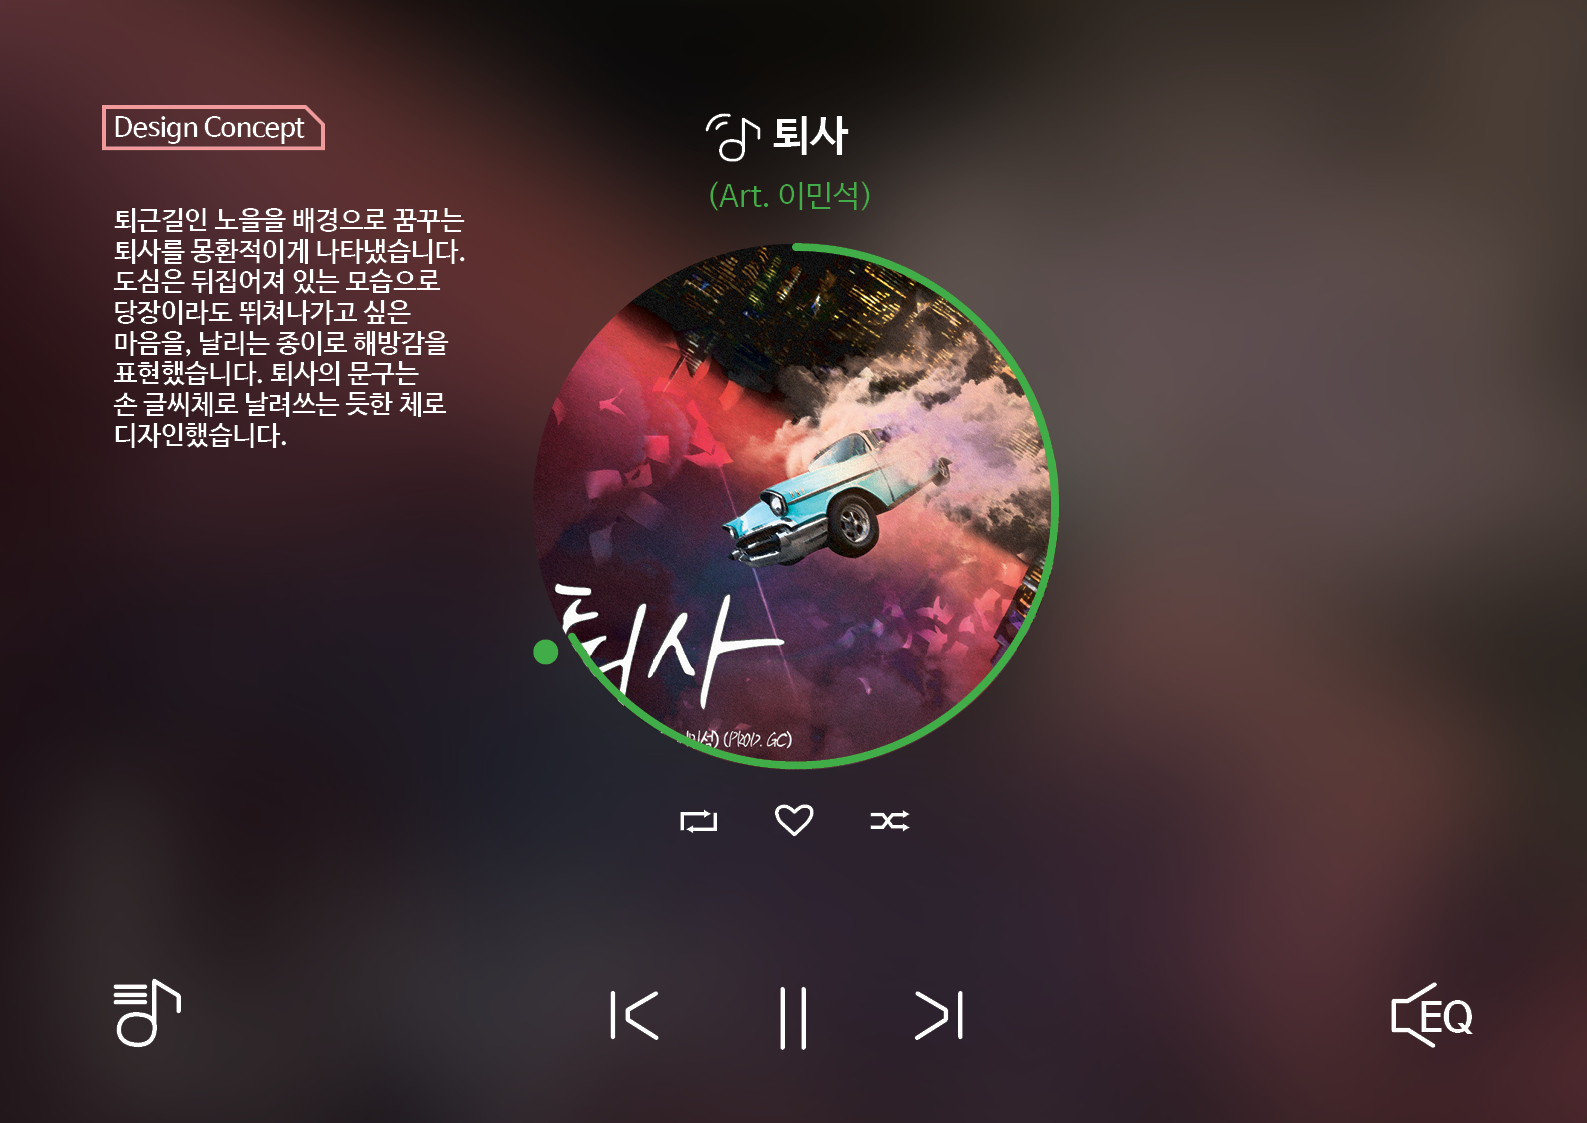 Design Concept
퇴사
(Art. 이민석)
퇴근길인 노을을 배경으로 꿈꾸는
퇴사를 몽환적이게 나타냈습니다.
도심은 뒤집어져 있는 모습으로
당장이라도 뛰쳐나가고 싶은
마음을, 날리는 종이로 해방감을
표현했습니다. 퇴사의 문구는
손 글씨체로 날려쓰는 듯한 체로
디자인했습니다.
퇴사
(PROD. GC)
EQ